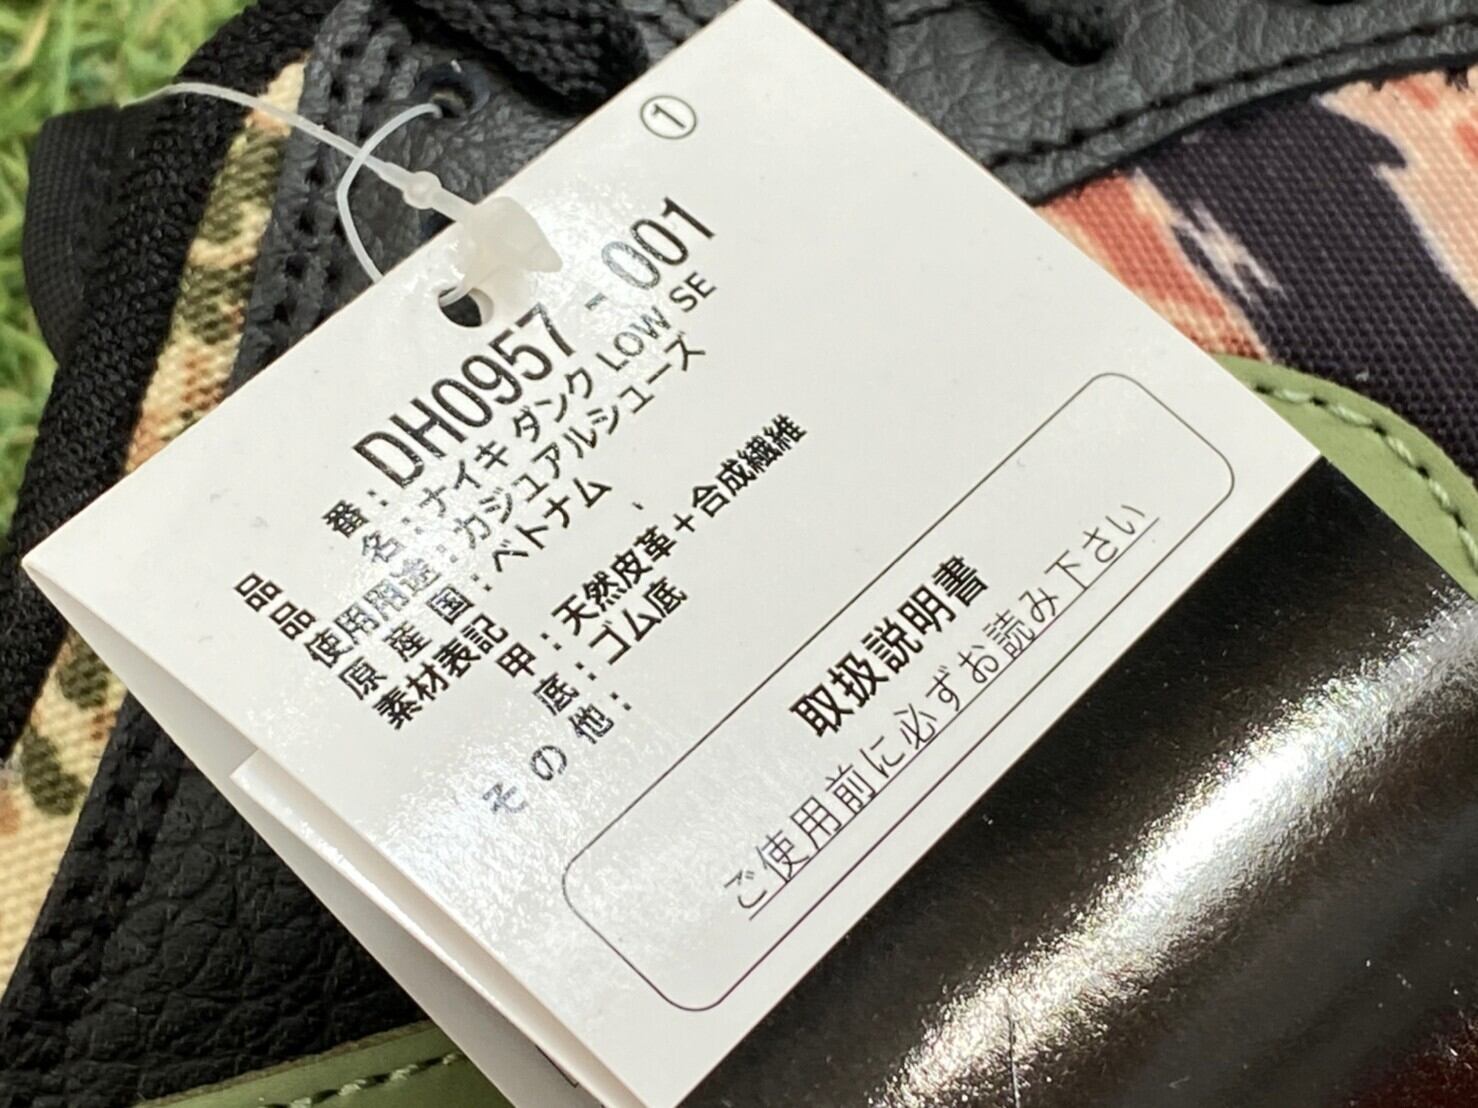 ①
品番：DH0957 -001
品名：ナイキ ダンク LOW SE
使用用途：カジュアルシューズ
原産国：ベトナム
素材表記
甲：天然皮革＋合成繊維
底：ゴム底
その他：
取扱説明書
ご使用前に必ずお読み下さい